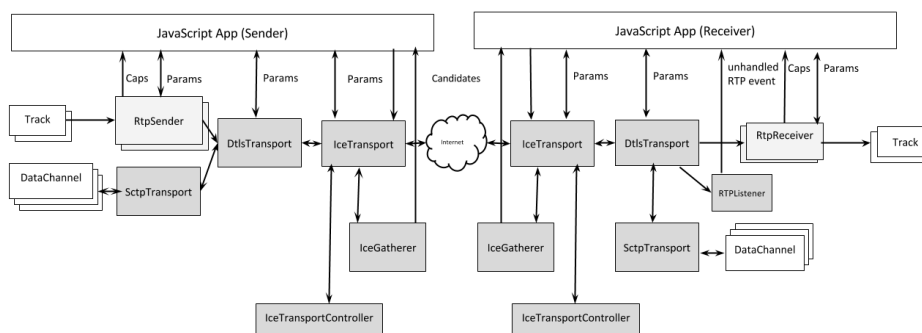 JavaScript App (Sender)
JavaScript App (Receiver)
Caps
Params
Params
Params
Candidates
Params
Params
unhandled
RTP event
Caps
Params
Track
RtpSender
DtlsTransport
IceTransport
Internet
IceTransport
DtlsTransport
RtpReceiver
Track
DataChannel
SctpTransport
RTPListener
IceGatherer
IceGatherer
SctpTransport
DataChannel
IceTransportController
IceTransportController